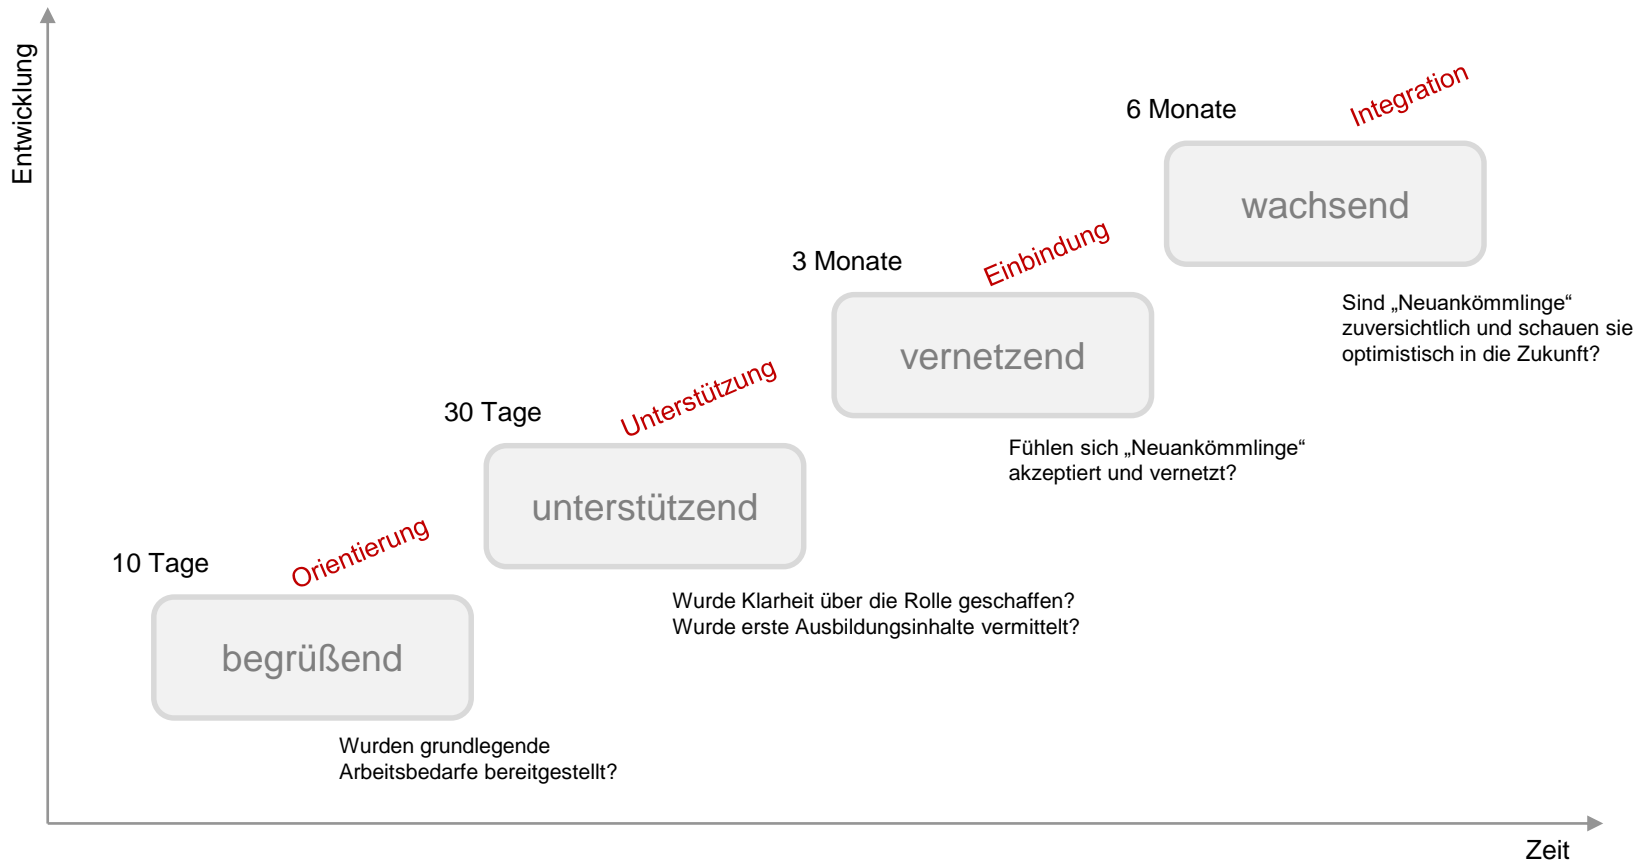 Entwicklung
6 Monate
Integration
wachsend
Sind „Neuankömmlinge“
zuversichtlich und schauen sie
optimistisch in die Zukunft?
3 Monate
Einbindung
vernetzend
Fühlen sich „Neuankömmlinge“
akzeptiert und vernetzt?
30 Tage
Unterstützung
unterstützend
Wurde Klarheit über die Rolle geschaffen?
Wurde erste Ausbildungsinhalte vermittelt?
10 Tage
Orientierung
begrüßend
Wurden grundlegende
Arbeitsbedarfe bereitgestellt?
Zeit